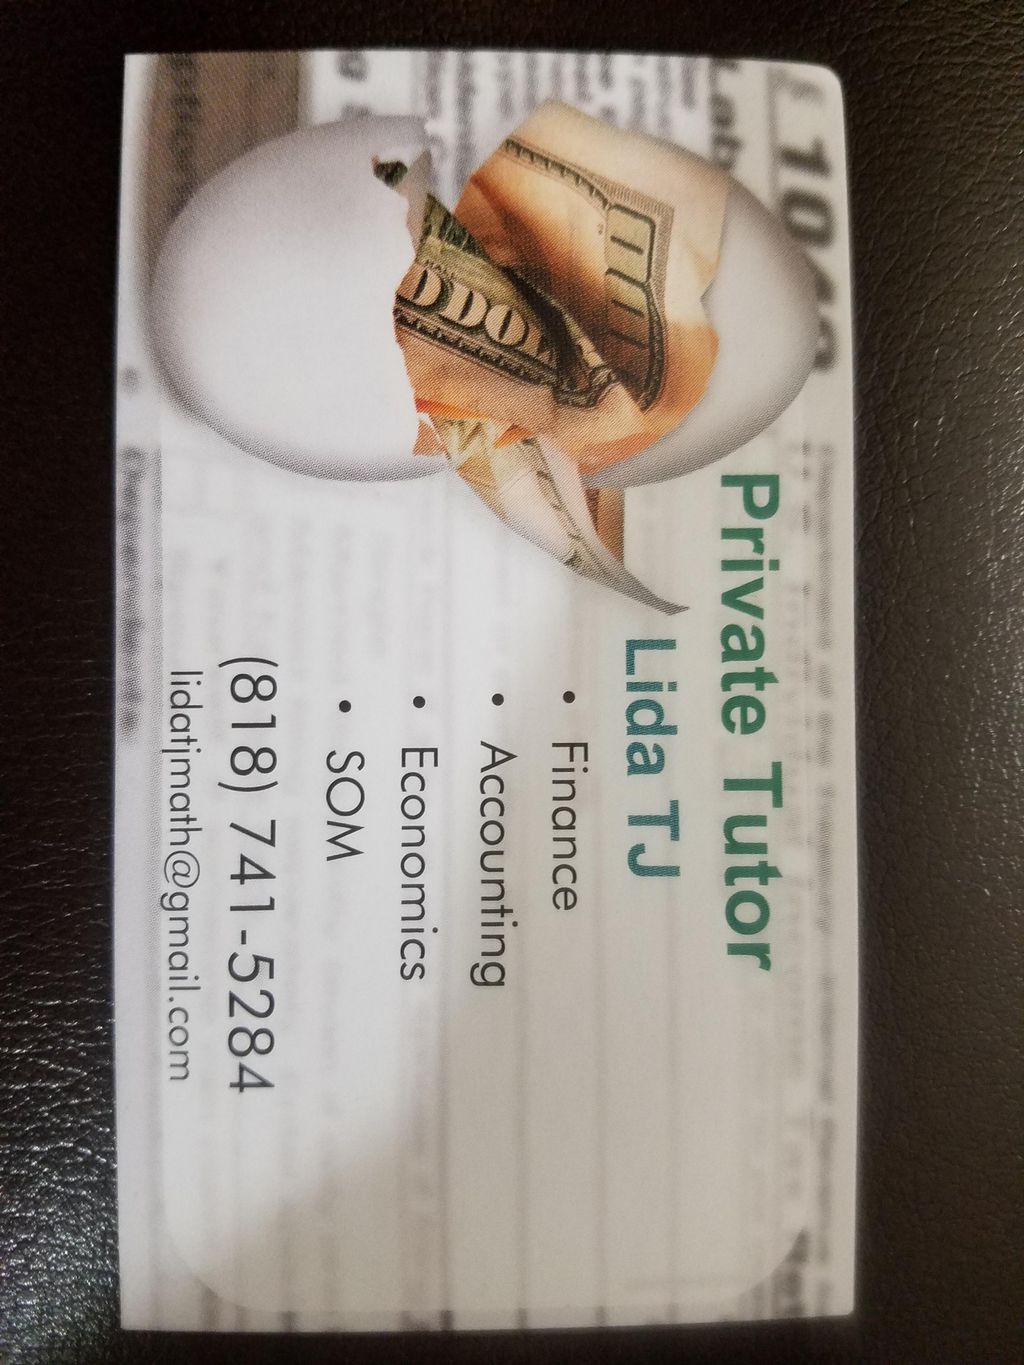 Private Tutor
Lida TJ
• Finance
• Accounting
• Economics
• SOM
(818) 741-5284
lidatjmath@gmail.com